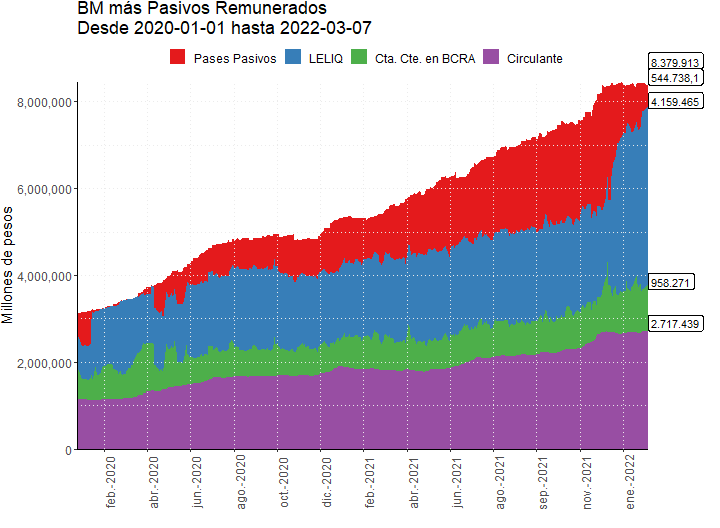 BM más Pasivos Remunerados
Desde 2020-01-01 hasta 2022-03-07
Pases Pasivos LELIQ Cta. Cte. en BCRA Circulante
8.379.913
544.738,1
4.159.465
958.271
2.717.439
Millones de pesos
8,000,000
6,000,000
4,000,000
2,000,000
0
feb.-2020
abr.-2020
jun.-2020
ago.-2020
oct.-2020
dic.-2020
feb.-2021
abr.-2021
jun.-2021
ago.-2021
sep.-2021
nov.-2021
ene.-2022